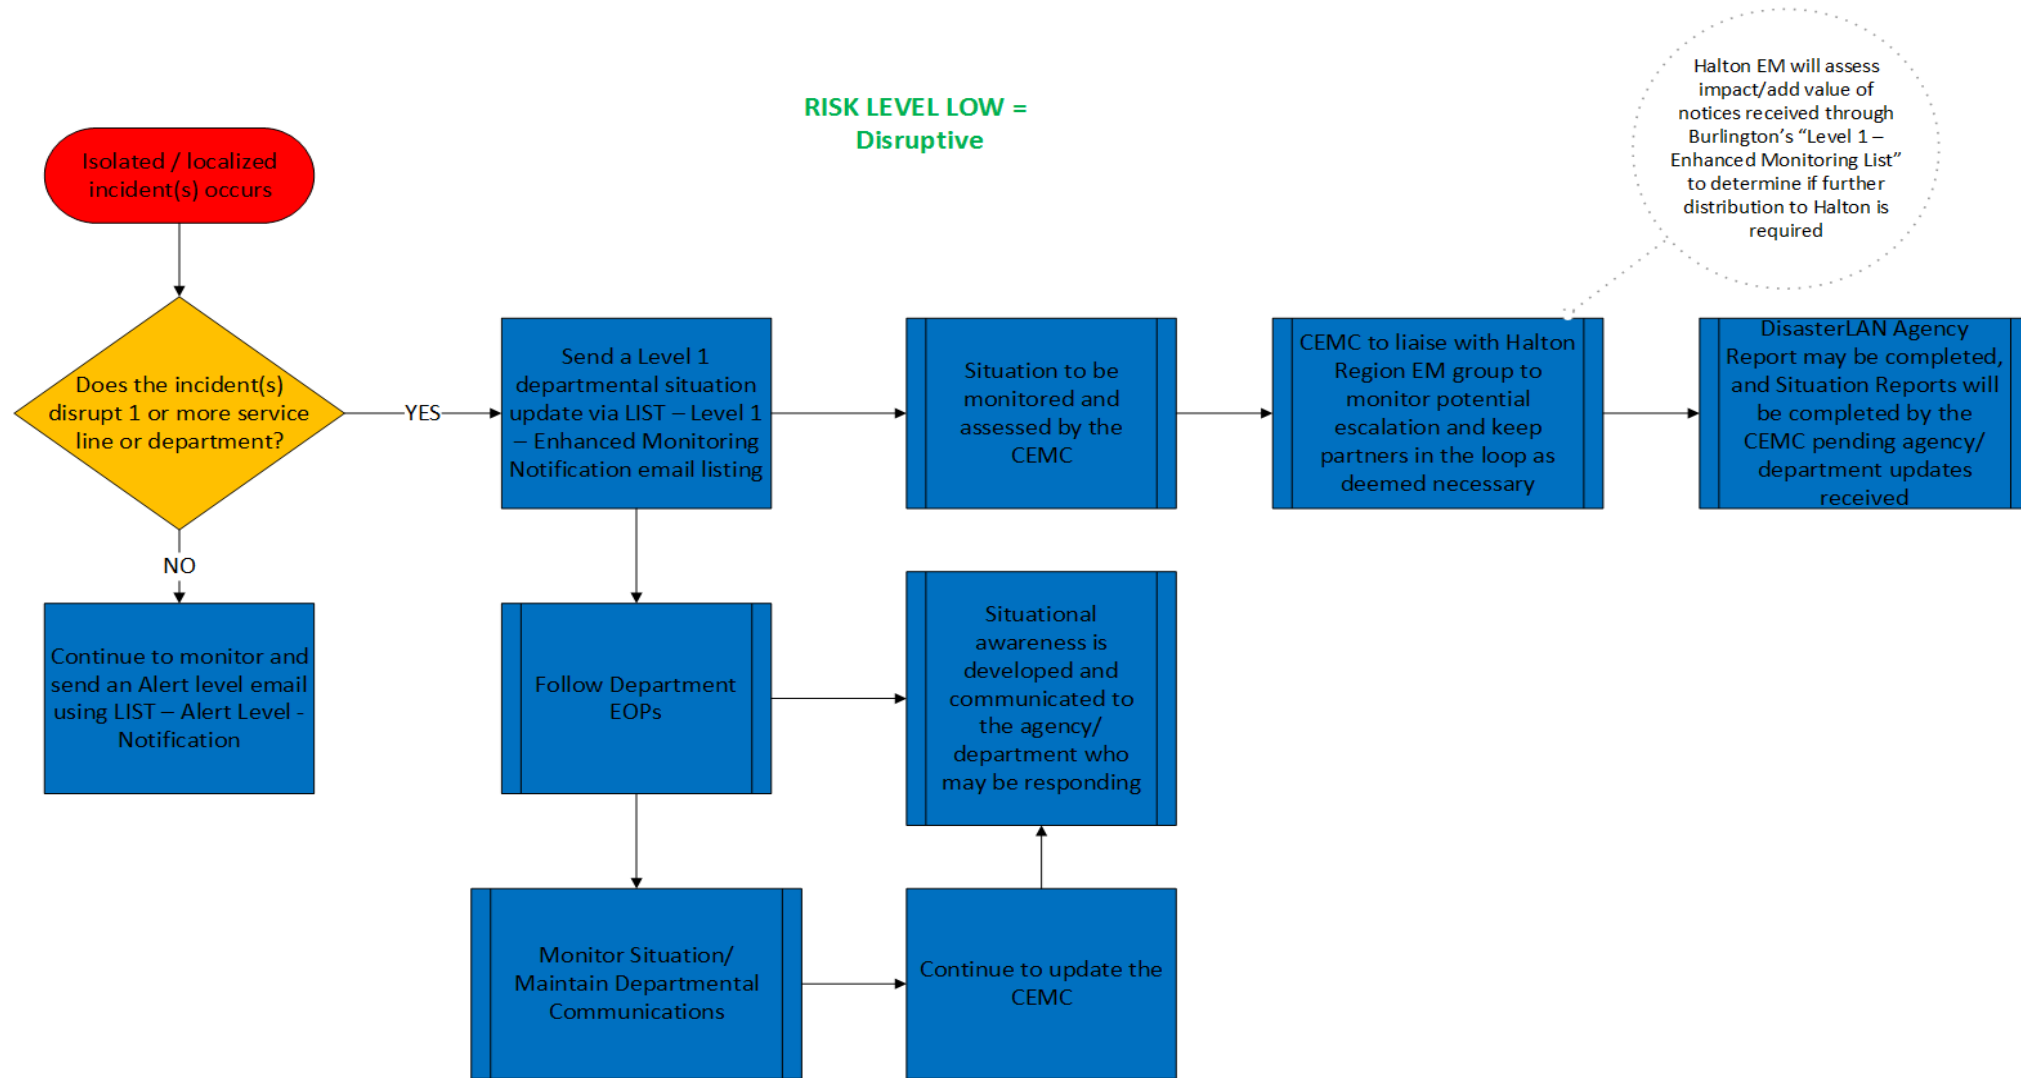 RISK LEVEL LOW =
Disruptive
Halton EM will assess
impact/add value of
notices received through
Burlington’s “Level 1 –
Enhanced Monitoring List”
to determine if further
distribution to Halton is
required
Isolated / localized
incident(s) occurs
Does the incident(s)
disrupt 1 or more service
line or department?
YES
NO
Send a Level 1
departmental situation
update via LIST – Level 1
– Enhanced Monitoring
Notification email listing
Situation to be
monitored and
assessed by the
CEMC
CEMC to liaise with Halton
Region EM group to
monitor potential
escalation and keep
partners in the loop as
deemed necessary
DisasterLAN Agency
Report may be completed,
and Situation Reports will
be completed by the
CEMC pending agency/
department updates
received
Continue to monitor and
send an Alert level email
using LIST – Alert Level -
Notification
Follow Department
EOPs
Situational
awareness is
developed and
communicated to
the agency/
department who
may be responding
Monitor Situation/
Maintain Departmental
Communications
Continue to update the
CEMC